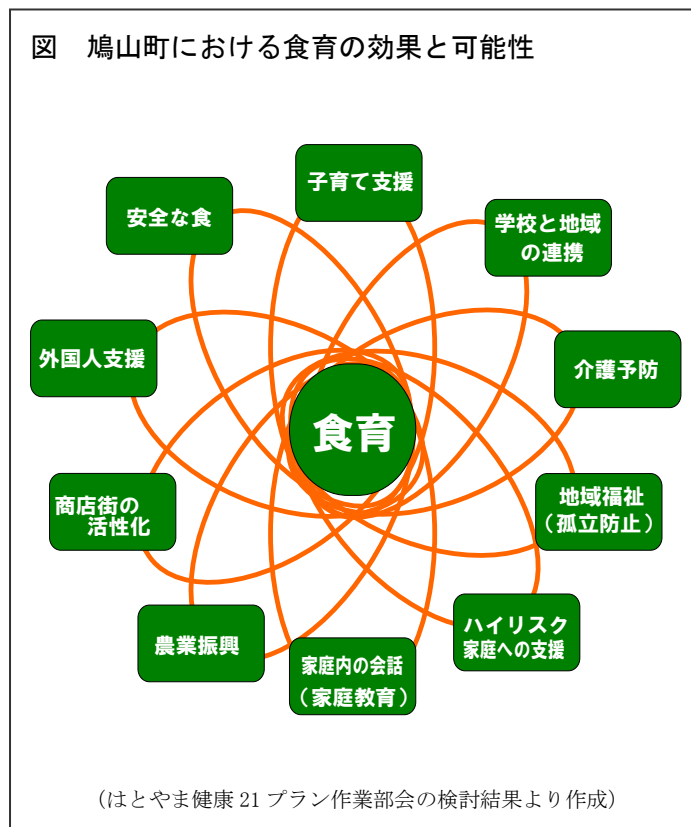 図　鳩山町における食育の効果と可能性
子育て支援
安全な食
学校と地域
の連携
外国人支援
介護予防
食育
商店街の
活性化
地域福祉
（孤立防止）
農業振興
家庭内の会話
（家庭教育）
ハイリスク
家庭への支援
（はとやま健康 21 プラン作業部会の検討結果より作成）